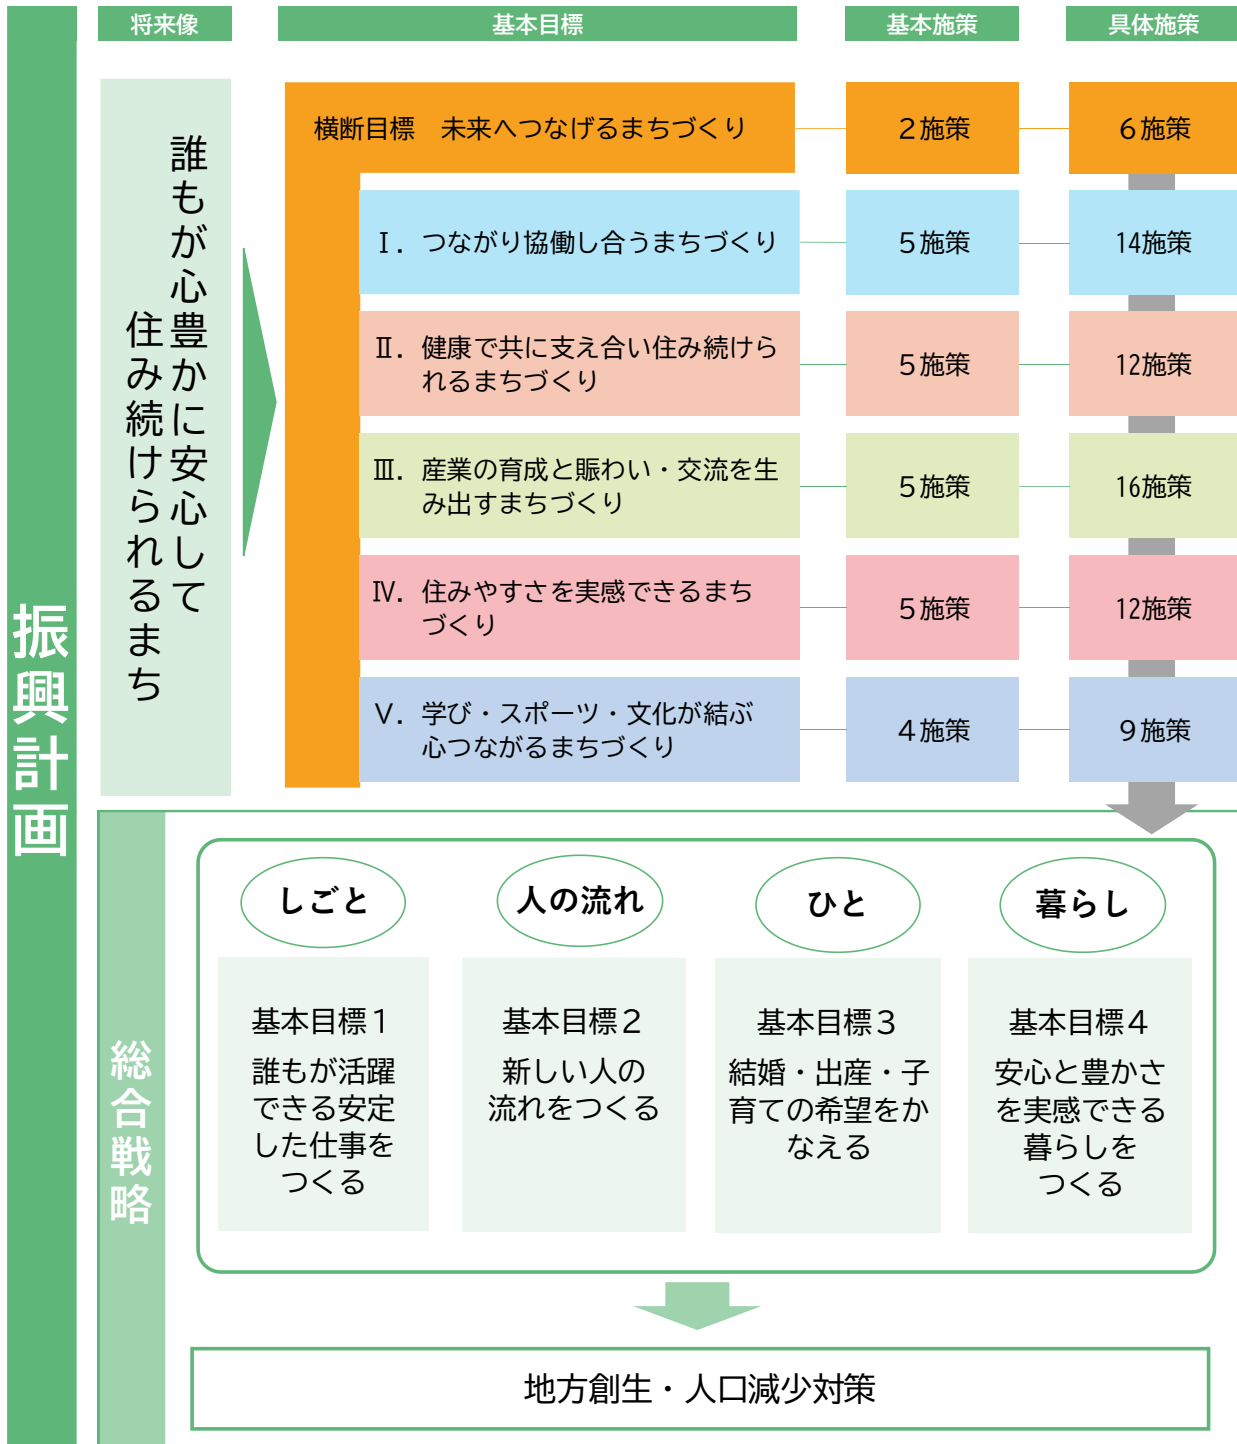 将来像
基本目標
基本施策
具体施策
振興計画
誰もが心豊かに安心して
住み続けられるまち
横断目標　未来へつなげるまちづくり
２施策
６施策
Ⅰ．つながり協働し合うまちづくり
５施策
14施策
Ⅱ．健康で共に支え合い住み続けら
れるまちづくり
５施策
12施策
Ⅲ．産業の育成と賑わい・交流を生
み出すまちづくり
５施策
16施策
Ⅳ．住みやすさを実感できるまち
づくり
５施策
12施策
Ⅴ．学び・スポーツ・文化が結ぶ
心つながるまちづくり
４施策
９施策
総合戦略
しごと
基本目標１
誰もが活躍
できる安定
した仕事を
つくる
人の流れ
基本目標２
新しい人の
流れをつくる
ひと
基本目標３
結婚・出産・子
育ての希望をか
なえる
暮らし
基本目標４
安心と豊かさ
を実感できる
暮らしを
つくる
地方創生・人口減少対策